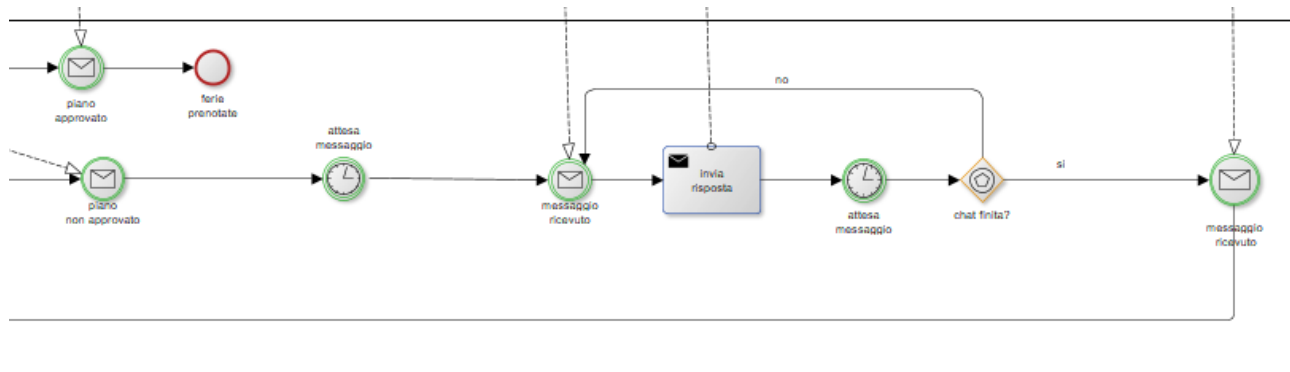 no
piano
approvato
ferie
prenotate
attesa
messaggio
piano
non approvato
messaggio
ricevuto
invia
risposta
attesa
messaggio
chat finita?
si
messaggio
ricevuto